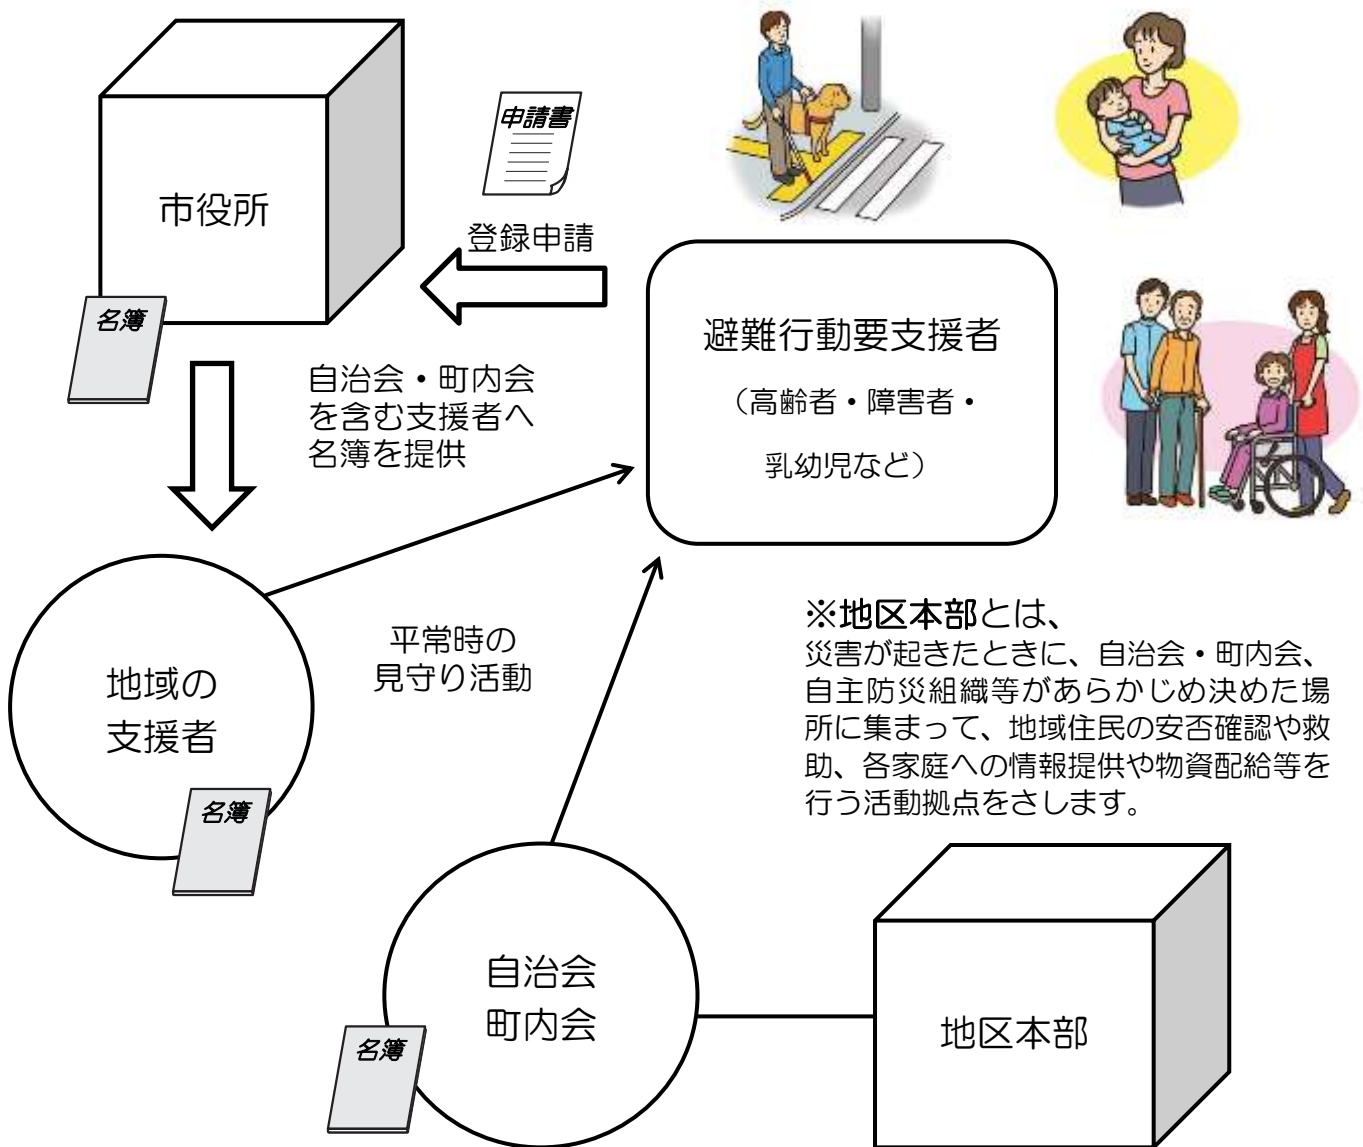 申請書
市役所
登録申請
名簿
避難行動要支援者
（高齢者・障害者・
乳幼児など）
自治会・町内会
を含む支援者へ
名簿を提供
地域の
支援者
名簿
平常時の
見守り活動
※地区本部とは、
災害が起きたときに、自治会・町内会、
自主防災組織等があらかじめ決めた場
所に集まって、地域住民の安否確認や救
助、各家庭への情報提供や物資配給等を
行う活動拠点をさします。
自治会
町内会
名簿
地区本部